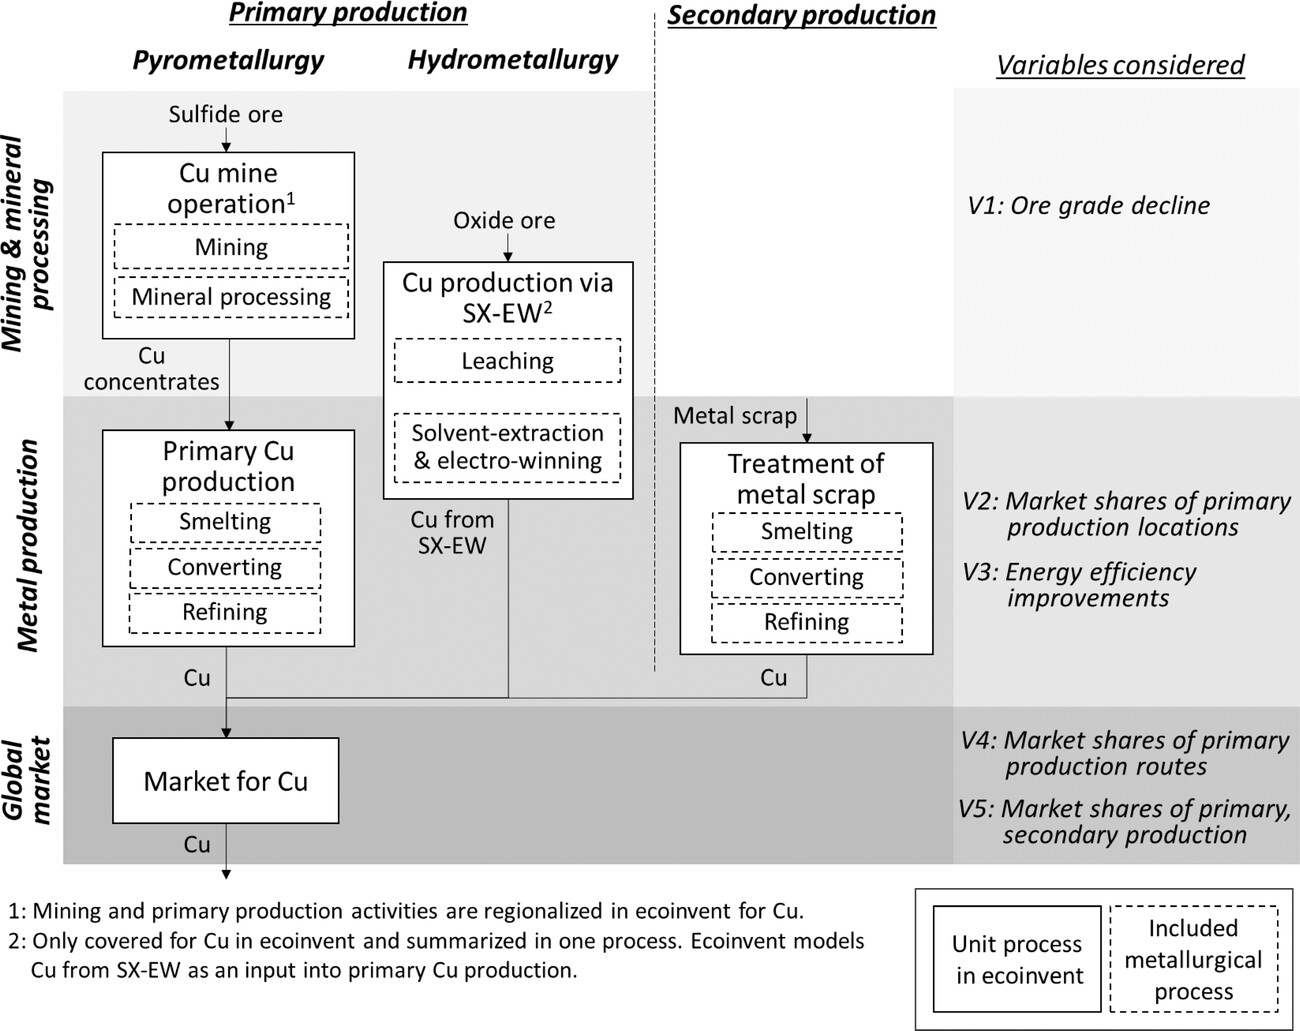 Primary production
Secondary production
Pyrometallurgy
Hydrometallurgy
Variables considered
Mining & mineral
processing
Sulfide ore
Cu mine
operation1
Mining
Mineral processing
Cu
concentrates
Oxide ore
Cu production via
SX-EW2
Leaching
Solvent-extraction
& electro-winning
V1: Ore grade decline
Metal production
Primary Cu
production
Smelting
Converting
Refining
Cu
Cu from
SX-EW
Metal scrap
Treatment of
metal scrap
Smelting
Converting
Refining
Cu
V2: Market shares of primary
production locations
V3: Energy efficiency
improvements
Global
market
Market for Cu
Cu
V4: Market shares of primary
production routes
V5: Market shares of primary,
secondary production
1: Mining and primary production activities are regionalized in ecoinvent for Cu.
2: Only covered for Cu in ecoinvent and summarized in one process. Ecoinvent models
Cu from SX-EW as an input into primary Cu production.
Unit process
in ecoinvent
Included
metallurgical
process